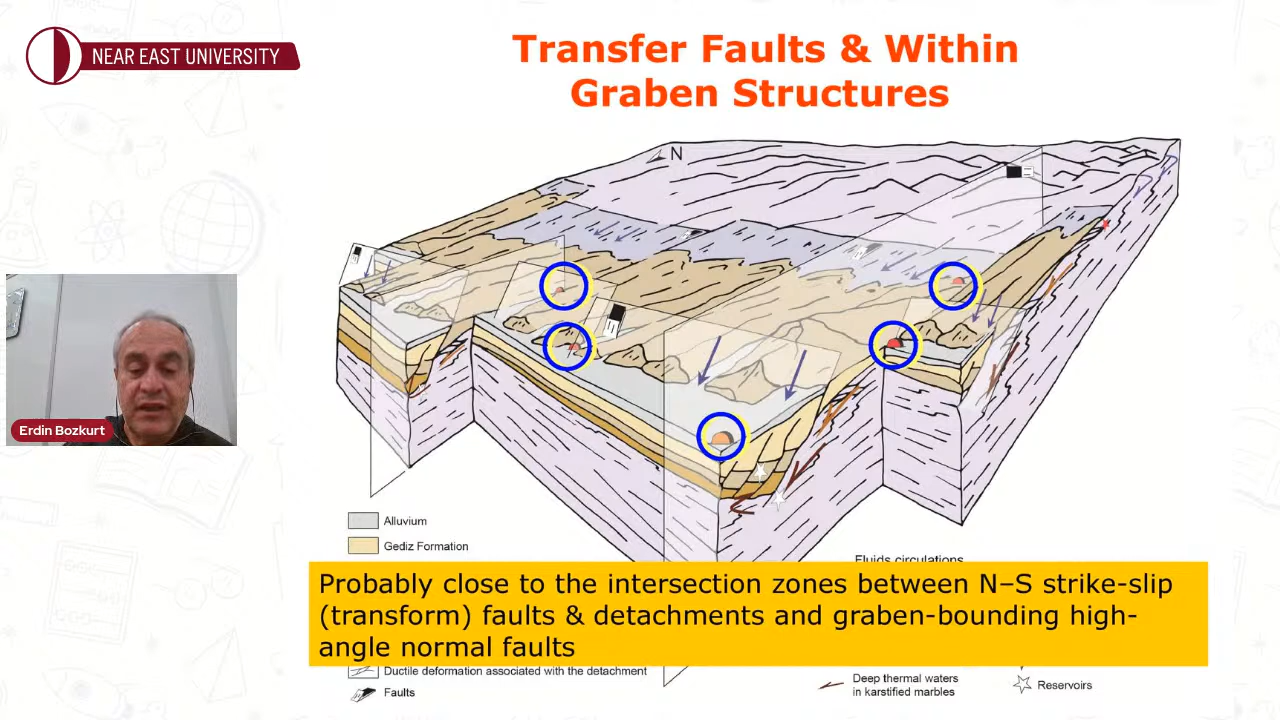 NEAR EAST UNIVERSITY
Transfer Faults & Within
Graben Structures
N
Erdin Bozkurt
Alluvium
Gediz Formation
Fluids circulations
Probably close to the intersection zones between N–S strike-slip
(transform) faults & detachments and graben-bounding high-
angle normal faults
Ductile deformation associated with the detachment
Faults
Deep thermal waters
in karstified marbles
Reservoirs